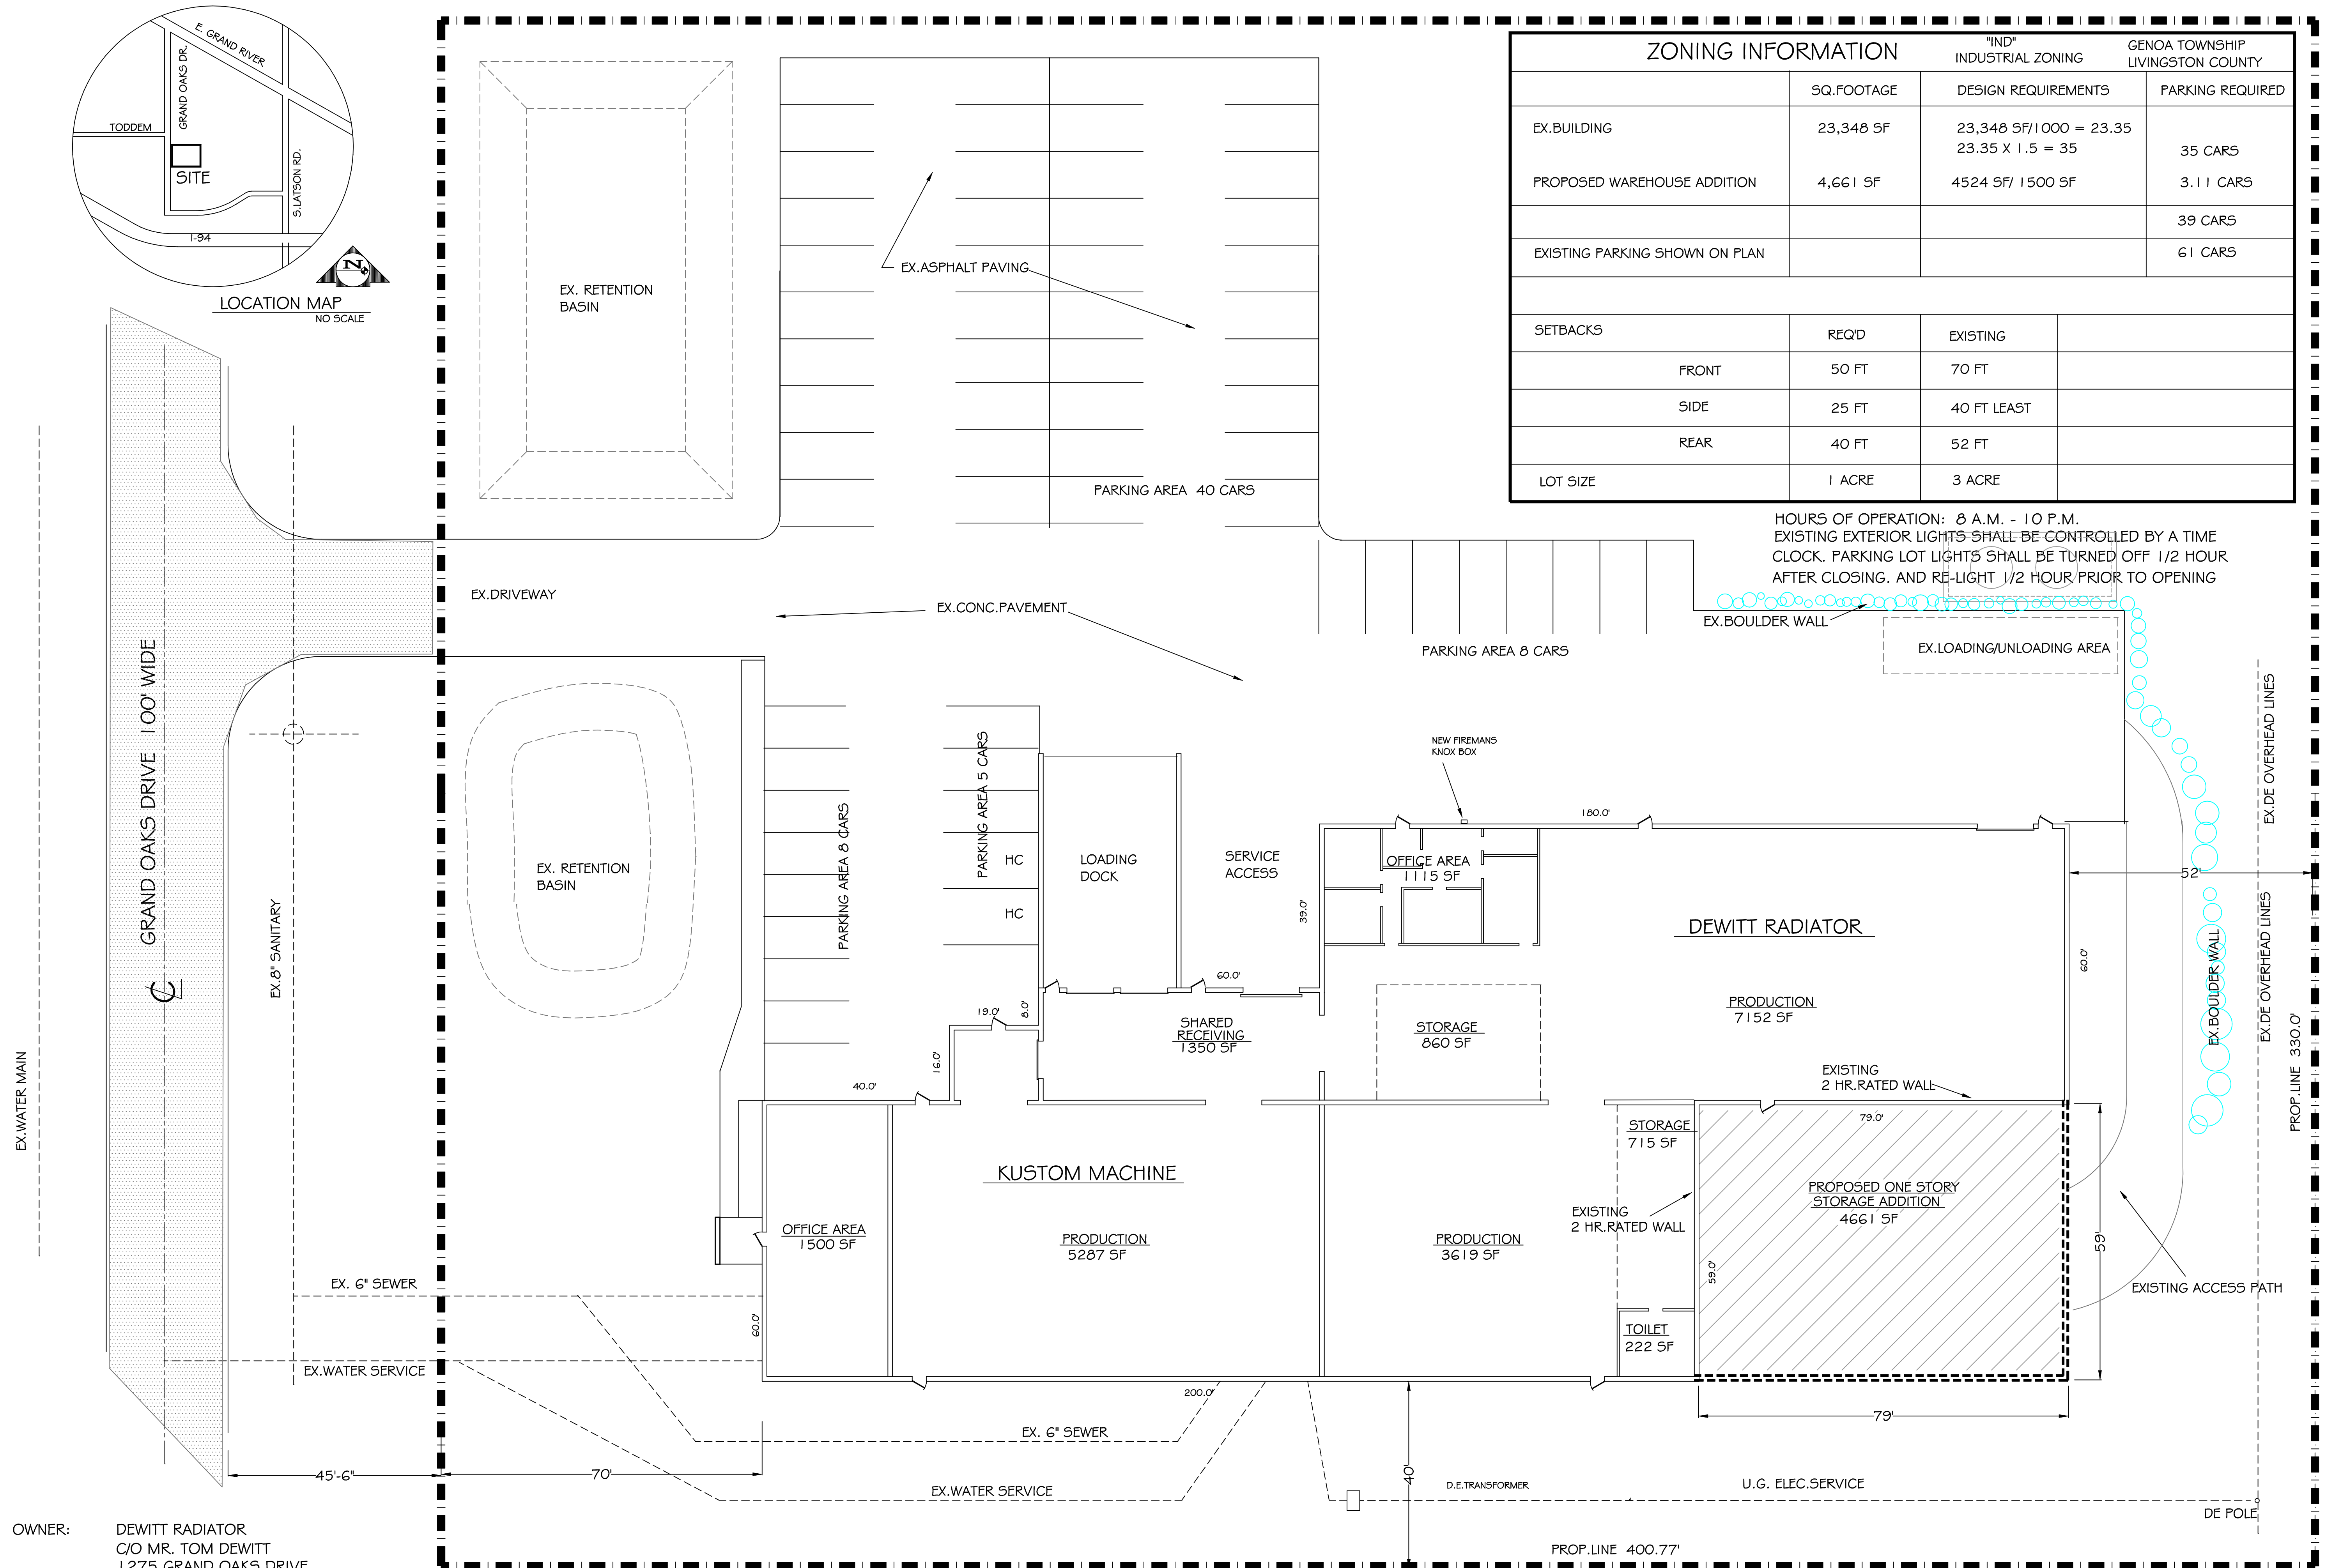 E. GRAND RIVER
GRAND OAKS DR.
TODDEM
SITE
S.LATSON RD.
I-94
N
LOCATION MAP
NO SCALE
ZONING INFORMATION
"IND"
INDUSTRIAL ZONING
GENOA TOWNSHIP
LIVINGSTON COUNTY
SQ.FOOTAGE DESIGN REQUIREMENTS PARKING REQUIRED
EX.BUILDING 23,348 SF 23,348 SF/1000 = 23.35
23.35 X 1.5 = 35 35 CARS
PROPOSED WAREHOUSE ADDITION 4,661 SF 4524 SF/ 1500 SF 3.11 CARS
39 CARS
EXISTING PARKING SHOWN ON PLAN 61 CARS
SETBACKS REQ'D EXISTING
FRONT 50 FT 70 FT
SIDE 25 FT 40 FT LEAST
REAR 40 FT 52 FT
LOT SIZE 1 ACRE 3 ACRE
HOURS OF OPERATION: 8 A.M. - 10 P.M.
EXISTING EXTERIOR LIGHTS SHALL BE CONTROLLED BY A TIME
CLOCK. PARKING LOT LIGHTS SHALL BE TURNED OFF 1/2 HOUR
AFTER CLOSING. AND RE-LIGHT 1/2 HOUR PRIOR TO OPENING
EX. RETENTION
BASIN
EX.ASPHALT PAVING
PARKING AREA 40 CARS
EX.DRIVEWAY
EX.CONC.PAVEMENT
PARKING AREA 8 CARS
EX.BOULDER WALL
EX.LOADING/UNLOADING AREA
EX.DE OVERHEAD LINES
GRAND OAKS DRIVE 100' WIDE
C
L
EX.8" SANITARY
EX.WATER MAIN
EX. RETENTION
BASIN
PARKING AREA 8 CARS
PARKING AREA 5 CARS
HC
HC
LOADING
DOCK
SERVICE
ACCESS
NEW FIREMANS
KNOX BOX
180.0'
39.0'
OFFICE AREA
1115 SF
DEWITT RADIATOR
PRODUCTION
7152 SF
60.0'
52'
EX.BOULDER WALL
EX.DE OVERHEAD LINES
PROP.LINE 330.0'
60.0'
19.0'
8.0'
16.0'
40.0'
SHARED
RECEIVING
1350 SF
STORAGE
860 SF
EXISTING
2 HR.RATED WALL
79.0'
STORAGE
715 SF
KUSTOM MACHINE
PROPOSED ONE STORY
STORAGE ADDITION
4661 SF
EXISTING
2 HR.RATED WALL
OFFICE AREA
1500 SF
PRODUCTION
5287 SF
PRODUCTION
3619 SF
59.0'
59'
EXISTING ACCESS PATH
TOILET
222 SF
EX. 6" SEWER
60.0'
EX.WATER SERVICE
200.0'
79'
EX. 6" SEWER
45'-6"
70'
EX.WATER SERVICE
40'
D.E.TRANSFORMER
U.G. ELEC.SERVICE
DE POLE
PROP.LINE 400.77'
OWNER: DEWITT RADIATOR
C/O MR. TOM DEWITT
1275 GRAND OAKS DRIVE